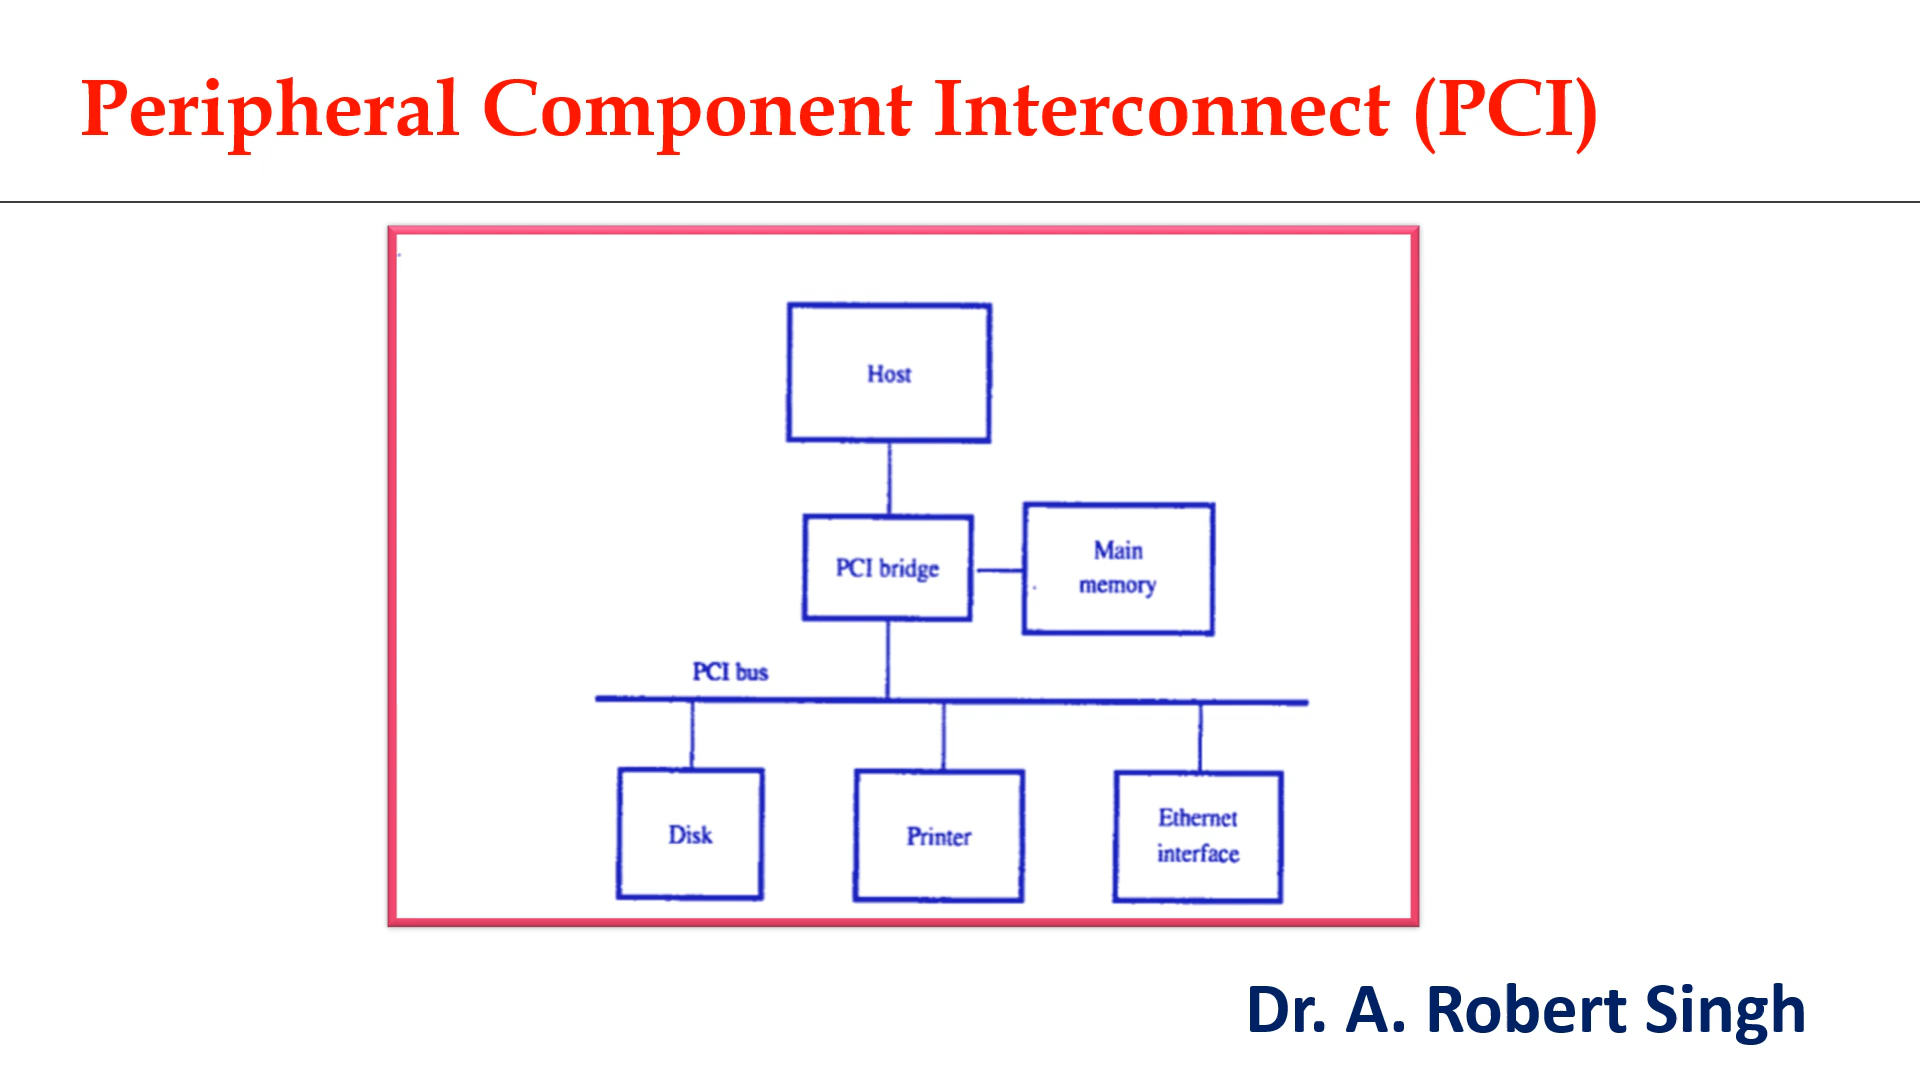 Peripheral Component Interconnect (PCI)
Host
PCI bridge
Main
memory
PCI bus
Disk
Printer
Ethernet
interface
Dr. A. Robert Singh